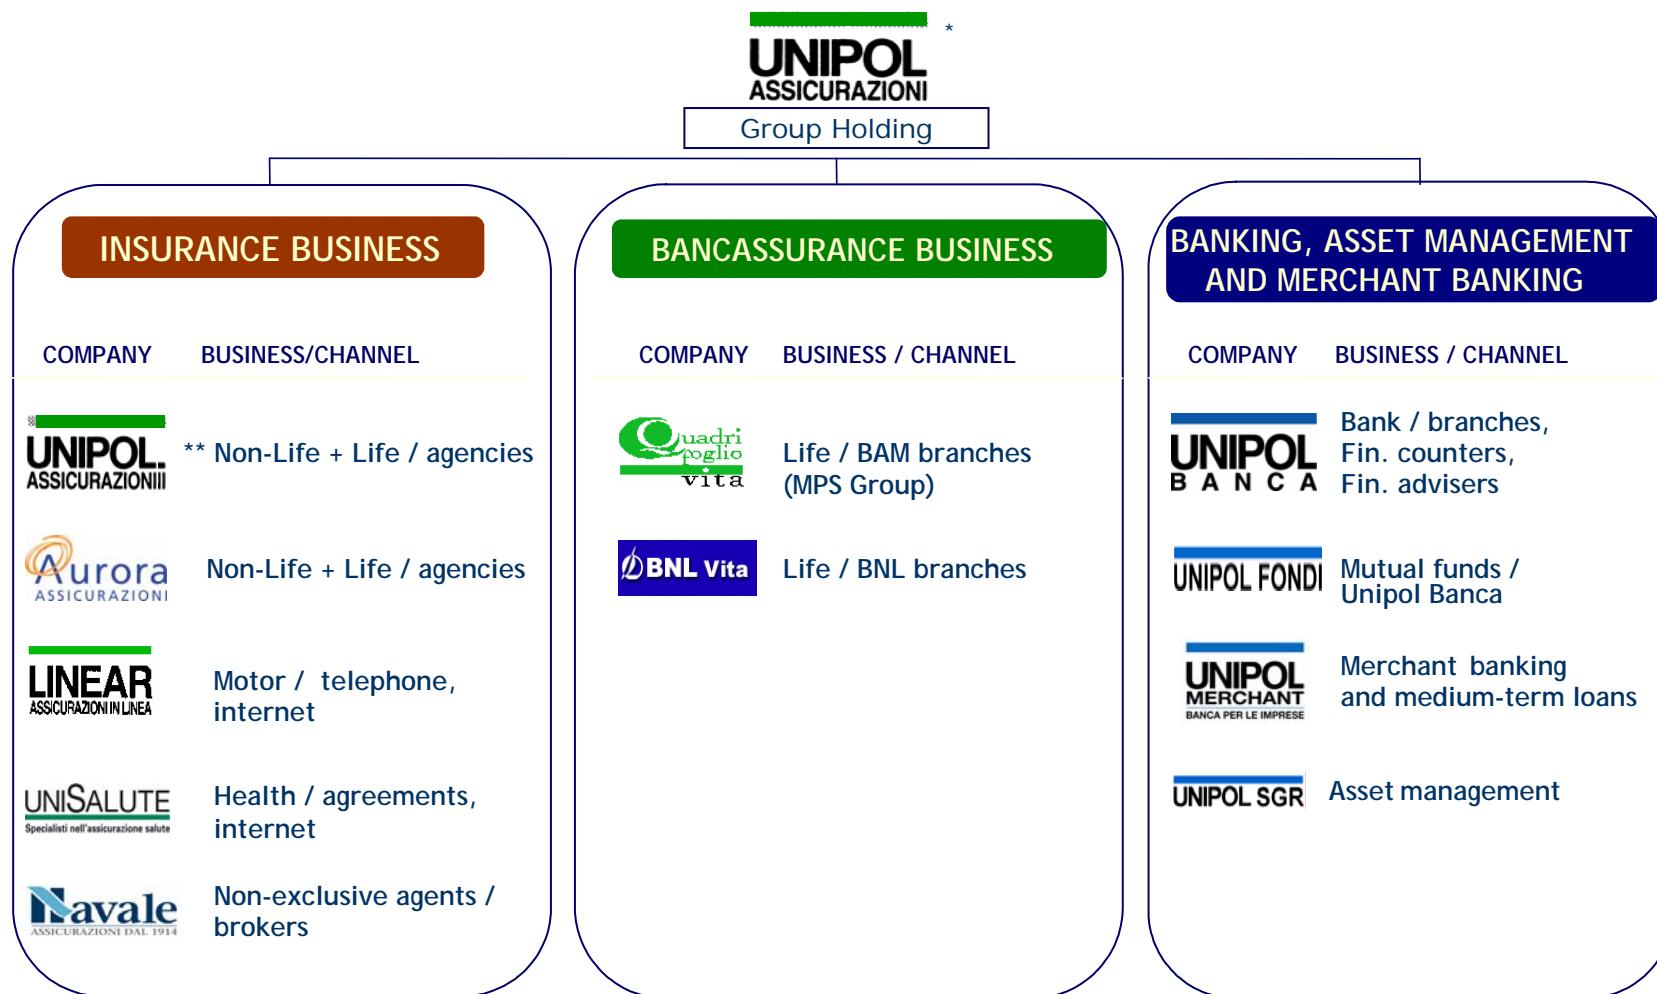 UNIPOL *
ASSICURAZIONI
Group Holding
INSURANCE BUSINESS
COMPANY BUSINESS/CHANNEL
UNIPOL.
ASSICURAZIONIII
** Non-Life + Life / agencies
Aurora
ASSICURAZIONI
Non-Life + Life / agencies
LINEAR
ASSICURAZIONI IN LINEA
Motor / telephone,
internet
UNISALUTE
Specialisti nell'assicurazione salute
Health / agreements,
internet
Navale
ASSICURAZIONI DAL 1914
Non-exclusive agents /
brokers
BANCASSURANCE BUSINESS
COMPANY BUSINESS / CHANNEL
Quadri
foglio
vita
Life / BAM branches
(MPS Group)
BNL Vita
Life / BNL branches
BANKING, ASSET MANAGEMENT
AND MERCHANT BANKING
COMPANY BUSINESS / CHANNEL
UNIPOL
BANCA
Bank / branches,
Fin. counters,
Fin. advisers
UNIPOL FONDI
Mutual funds /
Unipol Banca
UNIPOL
MERCHANT
BANCA PER LE IMPRESE
Merchant banking
and medium-term loans
UNIPOL SGR
Asset management